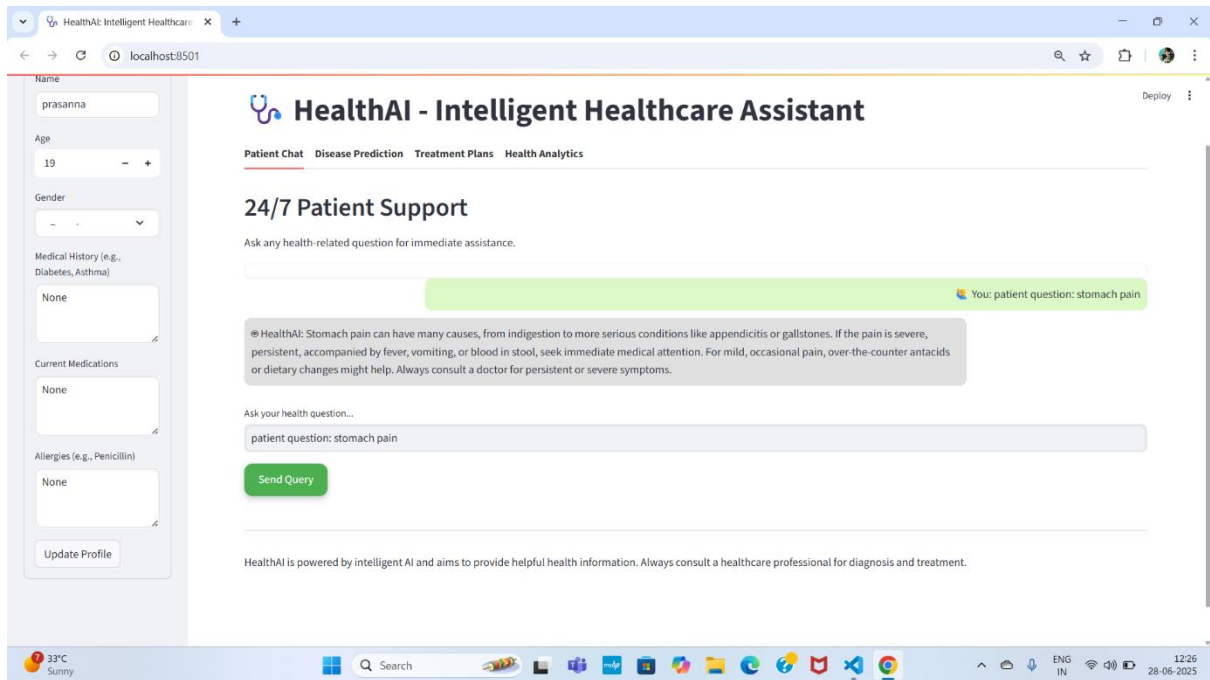 HealthAI: Intelligent Healthcare
localhost:8501
Name
prasanna
Age
19
Gender
Medical History (e.g.,
Diabetes, Asthma)
None
Current Medications
None
Allergies (e.g., Penicillin)
None
Update Profile
Deploy
HealthAI - Intelligent Healthcare Assistant
Patient Chat Disease Prediction Treatment Plans Health Analytics
24/7 Patient Support
Ask any health-related question for immediate assistance.
You: patient question: stomach pain
HealthAI: Stomach pain can have many causes, from indigestion to more serious conditions like appendicitis or gallstones. If the pain is severe,
persistent, accompanied by fever, vomiting, or blood in stool, seek immediate medical attention. For mild, occasional pain, over-the-counter antacids
or dietary changes might help. Always consult a doctor for persistent or severe symptoms.
Ask your health question...
patient question: stomach pain
Send Query
HealthAI is powered by intelligent AI and aims to provide helpful health information. Always consult a healthcare professional for diagnosis and treatment.
7
33°C
Sunny
Search
ENG
IN
12:26
28-06-2025